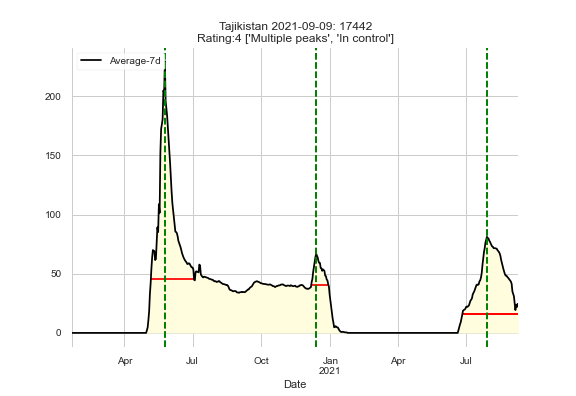 Tajikistan 2021-09-09: 17442
Rating:4 ['Multiple peaks', 'In control']
Average-7d
200
150
100
50
0
Apr
Jul
Oct
Jan
2021
Apr
Jul
Date